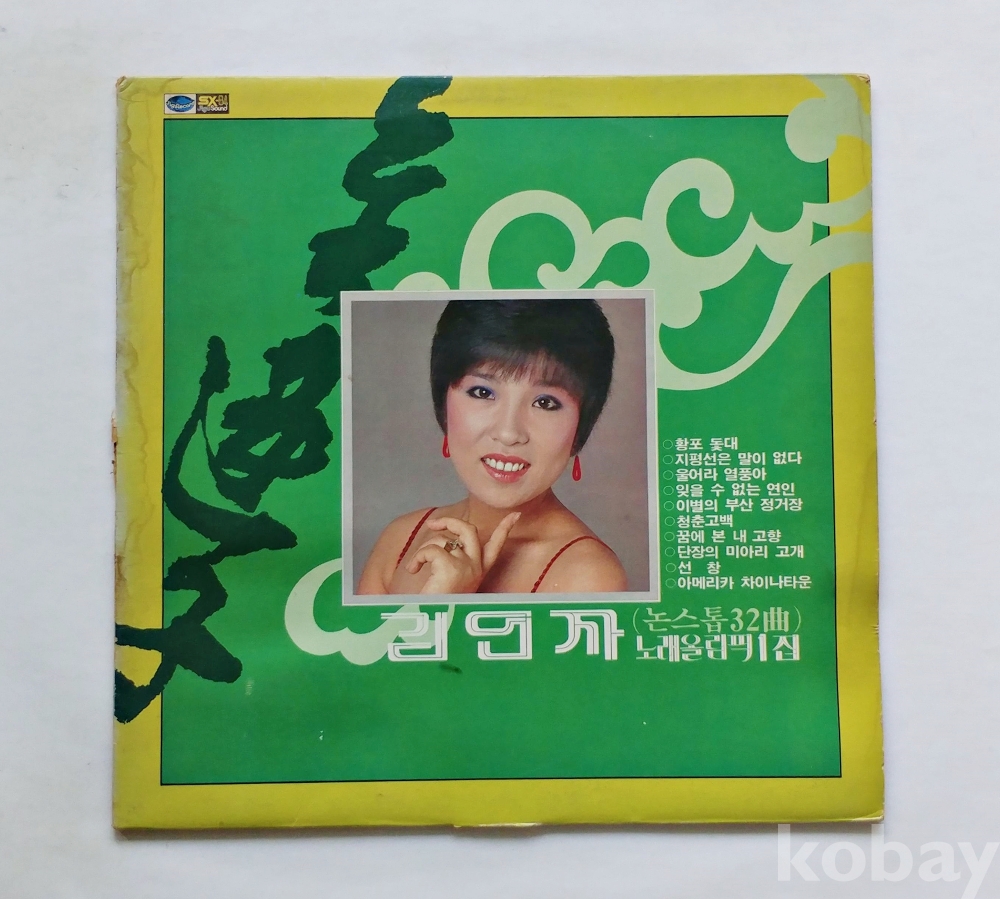 SX-84
○황포 돛대
○지평선은 말이 없다
○울어라 열풍아
○잊을 수 없는 연인
○이별의 부산 정거장
○청춘고백
○꿈에 본 내 고향
○단장의 미아리 고개
○선 창
○아메리카 차이나타운
김연자
(논스톱32曲)
노래올림픽1집
kobay